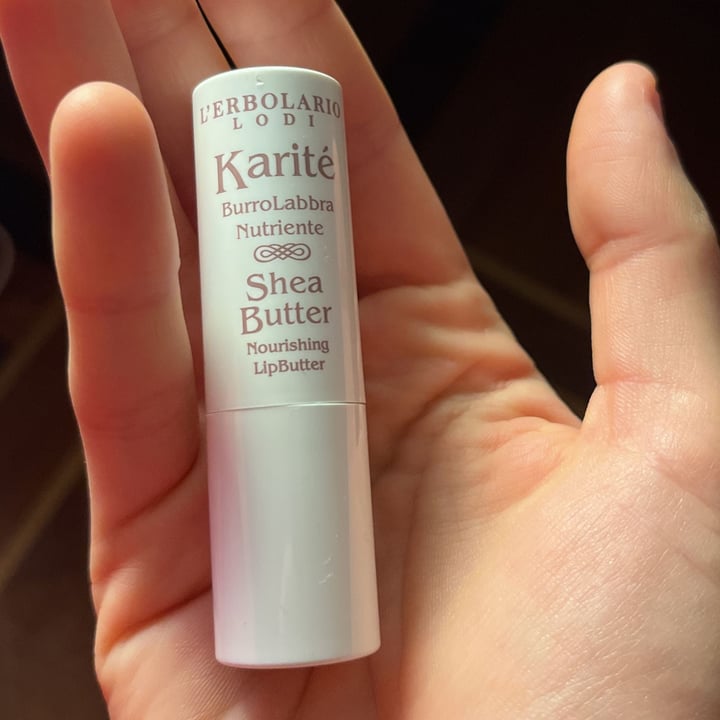 L'ERBOLARIO
LODI
Karité
BurroLabbra
Nutriente
Shea
Butter
Nourishing
LipButter